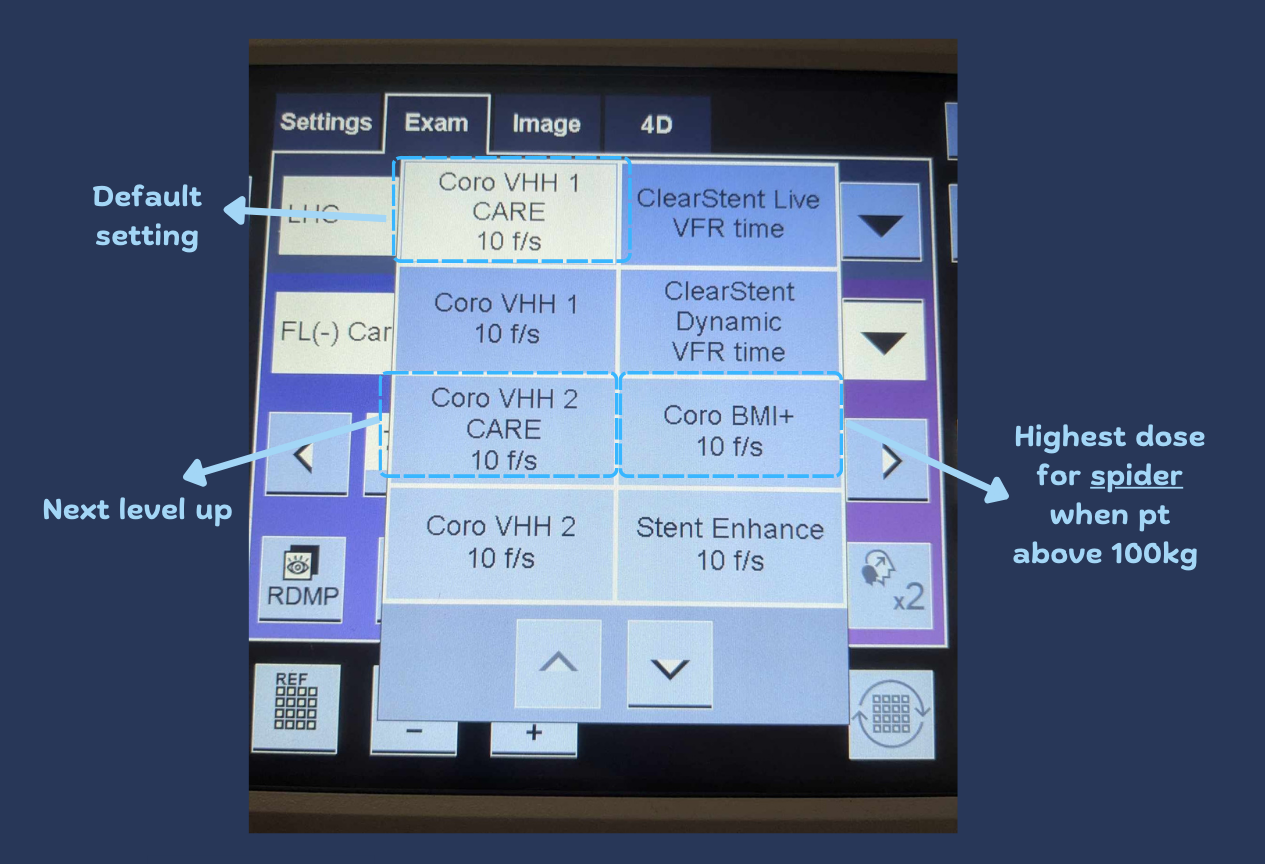 Settings
Exam
Image
4D
Default
setting
LHC
Coro VHH 1
CARE
10 f/s
ClearStent Live
VFR time
FL(-) Car
Coro VHH 1
10 f/s
ClearStent
Dynamic
VFR time
Coro VHH 2
CARE
10 f/s
Coro BMI+
10 f/s
Next level up
Highest dose
for spider
when pt
above 100kg
Coro VHH 2
10 f/s
Stent Enhance
10 f/s
RDMP
x2
REF
-
+